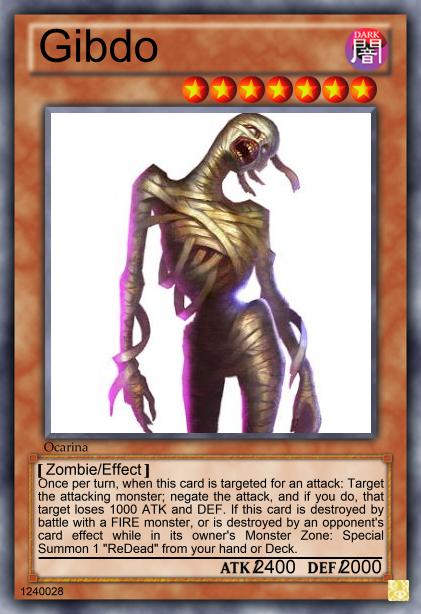 Gibdo
DARK
闇
Ocarina
[ Zombie/Effect ]
Once per turn, when this card is targeted for an attack: Target
the attacking monster; negate the attack, and if you do, that
target loses 1000 ATK and DEF. If this card is destroyed by
battle with a FIRE monster, or is destroyed by an opponent's
card effect while in its owner's Monster Zone: Special
Summon 1 "ReDead" from your hand or Deck.
ATK 2400 DEF 2000
1240028